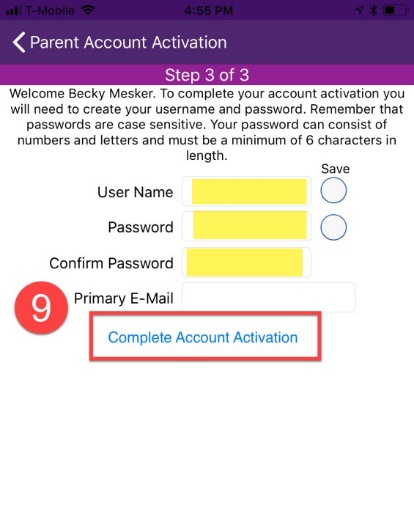 T-Mobile 4:55 PM
Parent Account Activation
Step 3 of 3
Welcome Becky Mesker. To complete your account activation you
will need to create your username and password. Remember that
passwords are case sensitive. Your password can consist of
numbers and letters and must be a minimum of 6 characters in
length.
Save
User Name
Password
Confirm Password
9 Primary E-Mail
Complete Account Activation